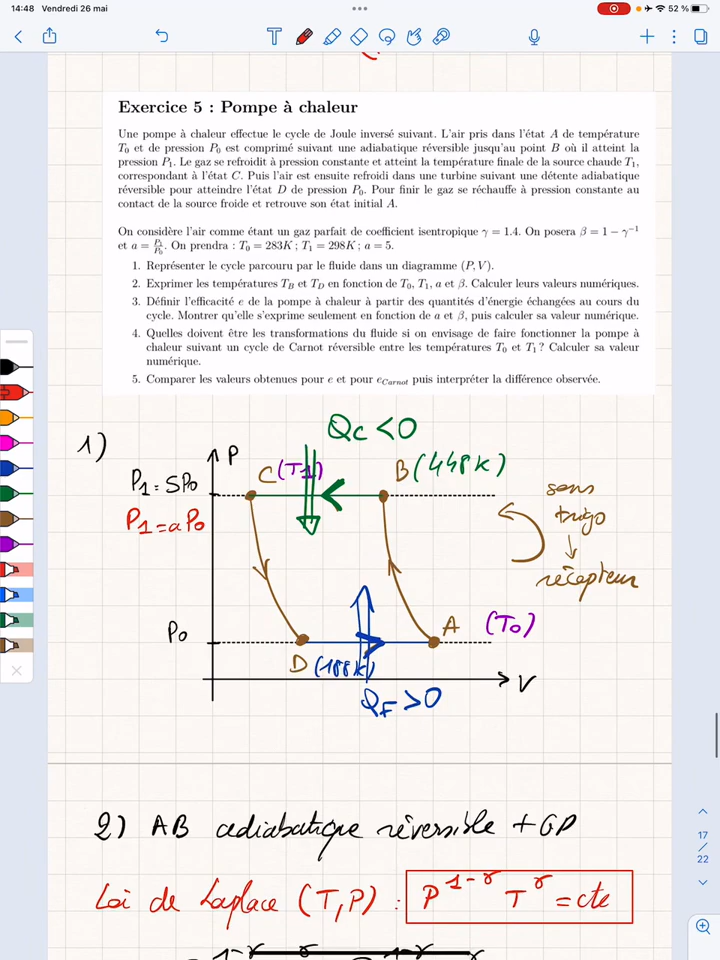 14:48 Vendredi 26 mai
52 %
Exercice 5 : Pompe à chaleur
Une pompe à chaleur effectue le cycle de Joule inversé suivant. L'air pris dans l'état A de température
T₀ et de pression P₀ est comprimé suivant une adiabatique réversible jusqu'au point B où il atteint la
pression P₁. Le gaz se refroidit à pression constante et atteint la température finale de la source chaude T₁,
correspondant à l'état C. Puis l'air est ensuite refroidi dans une turbine suivant une détente adiabatique
réversible pour atteindre l'état D de pression P₀. Pour finir le gaz se réchauffe à pression constante au
contact de la source froide et retrouve son état initial A.
On considère l'air comme étant un gaz parfait de coefficient isentropique γ = 1.4. On posera β = 1 − γ⁻¹
et a = P₁/P₀. On prendra : T₀ = 283K ; T₁ = 298K ; a = 5.
1. Représenter le cycle parcouru par le fluide dans un diagramme (P, V).
2. Exprimer les températures T_B et T_D en fonction de T₀, T₁, a et β. Calculer leurs valeurs numériques.
3. Définir l'efficacité e de la pompe à chaleur à partir des quantités d'énergie échangées au cours du
cycle. Montrer qu'elle s'exprime seulement en fonction de a et β, puis calculer sa valeur numérique.
4. Quelles doivent être les transformations du fluide si on envisage de faire fonctionner la pompe à
chaleur suivant un cycle de Carnot réversible entre les températures T₀ et T₁ ? Calculer sa valeur
numérique.
5. Comparer les valeurs obtenues pour e et pour e_Carnot puis interpréter la différence observée.
1)
Qc < 0
P
C (T1)
B (448K)
P1 = 5P0
P1 = aP0
sens
trigo
récepteur
P0
A (T0)
D (188K)
V
QF > 0
2) AB adiabatique réversible + GP
Loi de Laplace (T, P) : P^1-γ T^γ = cte
17
/
22